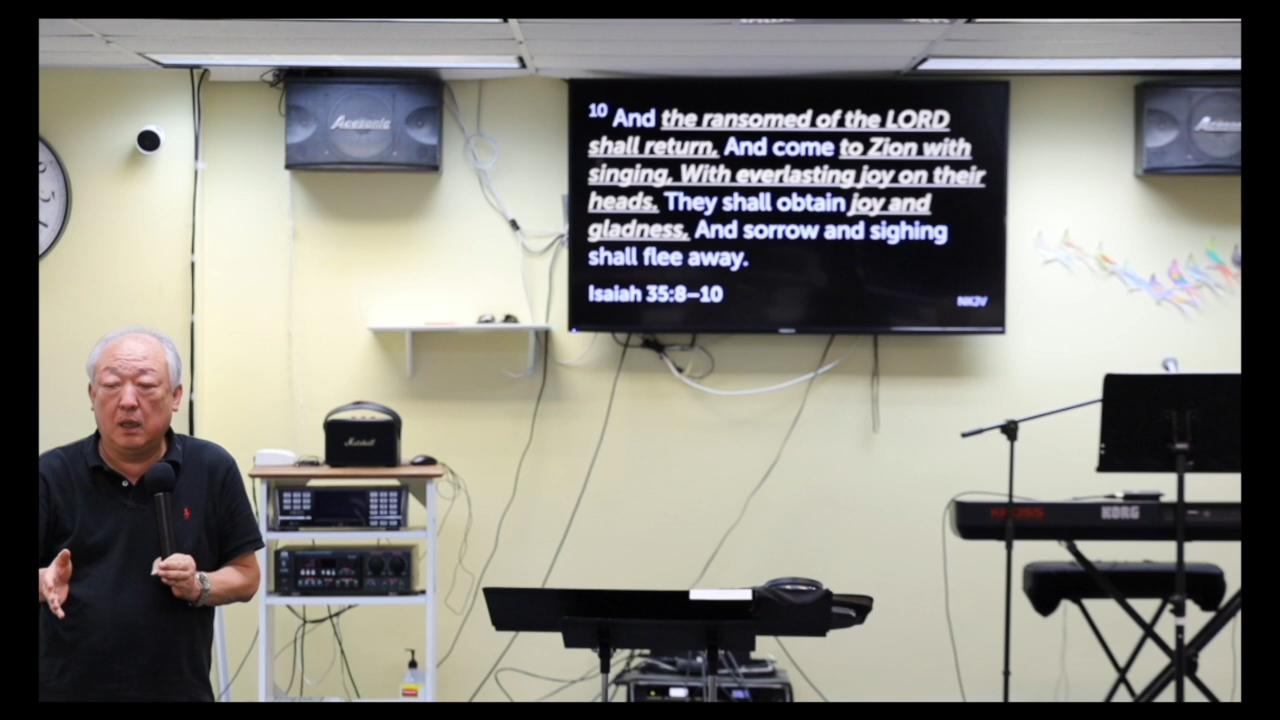 10 And the ransomed of the LORD
shall return, And come to Zion with
singing, With everlasting joy on their
heads. They shall obtain joy and
gladness, And sorrow and sighing
shall flee away.
Isaiah 35:8–10
NKJV
Acesonic
Marshall
KROSS
KORG